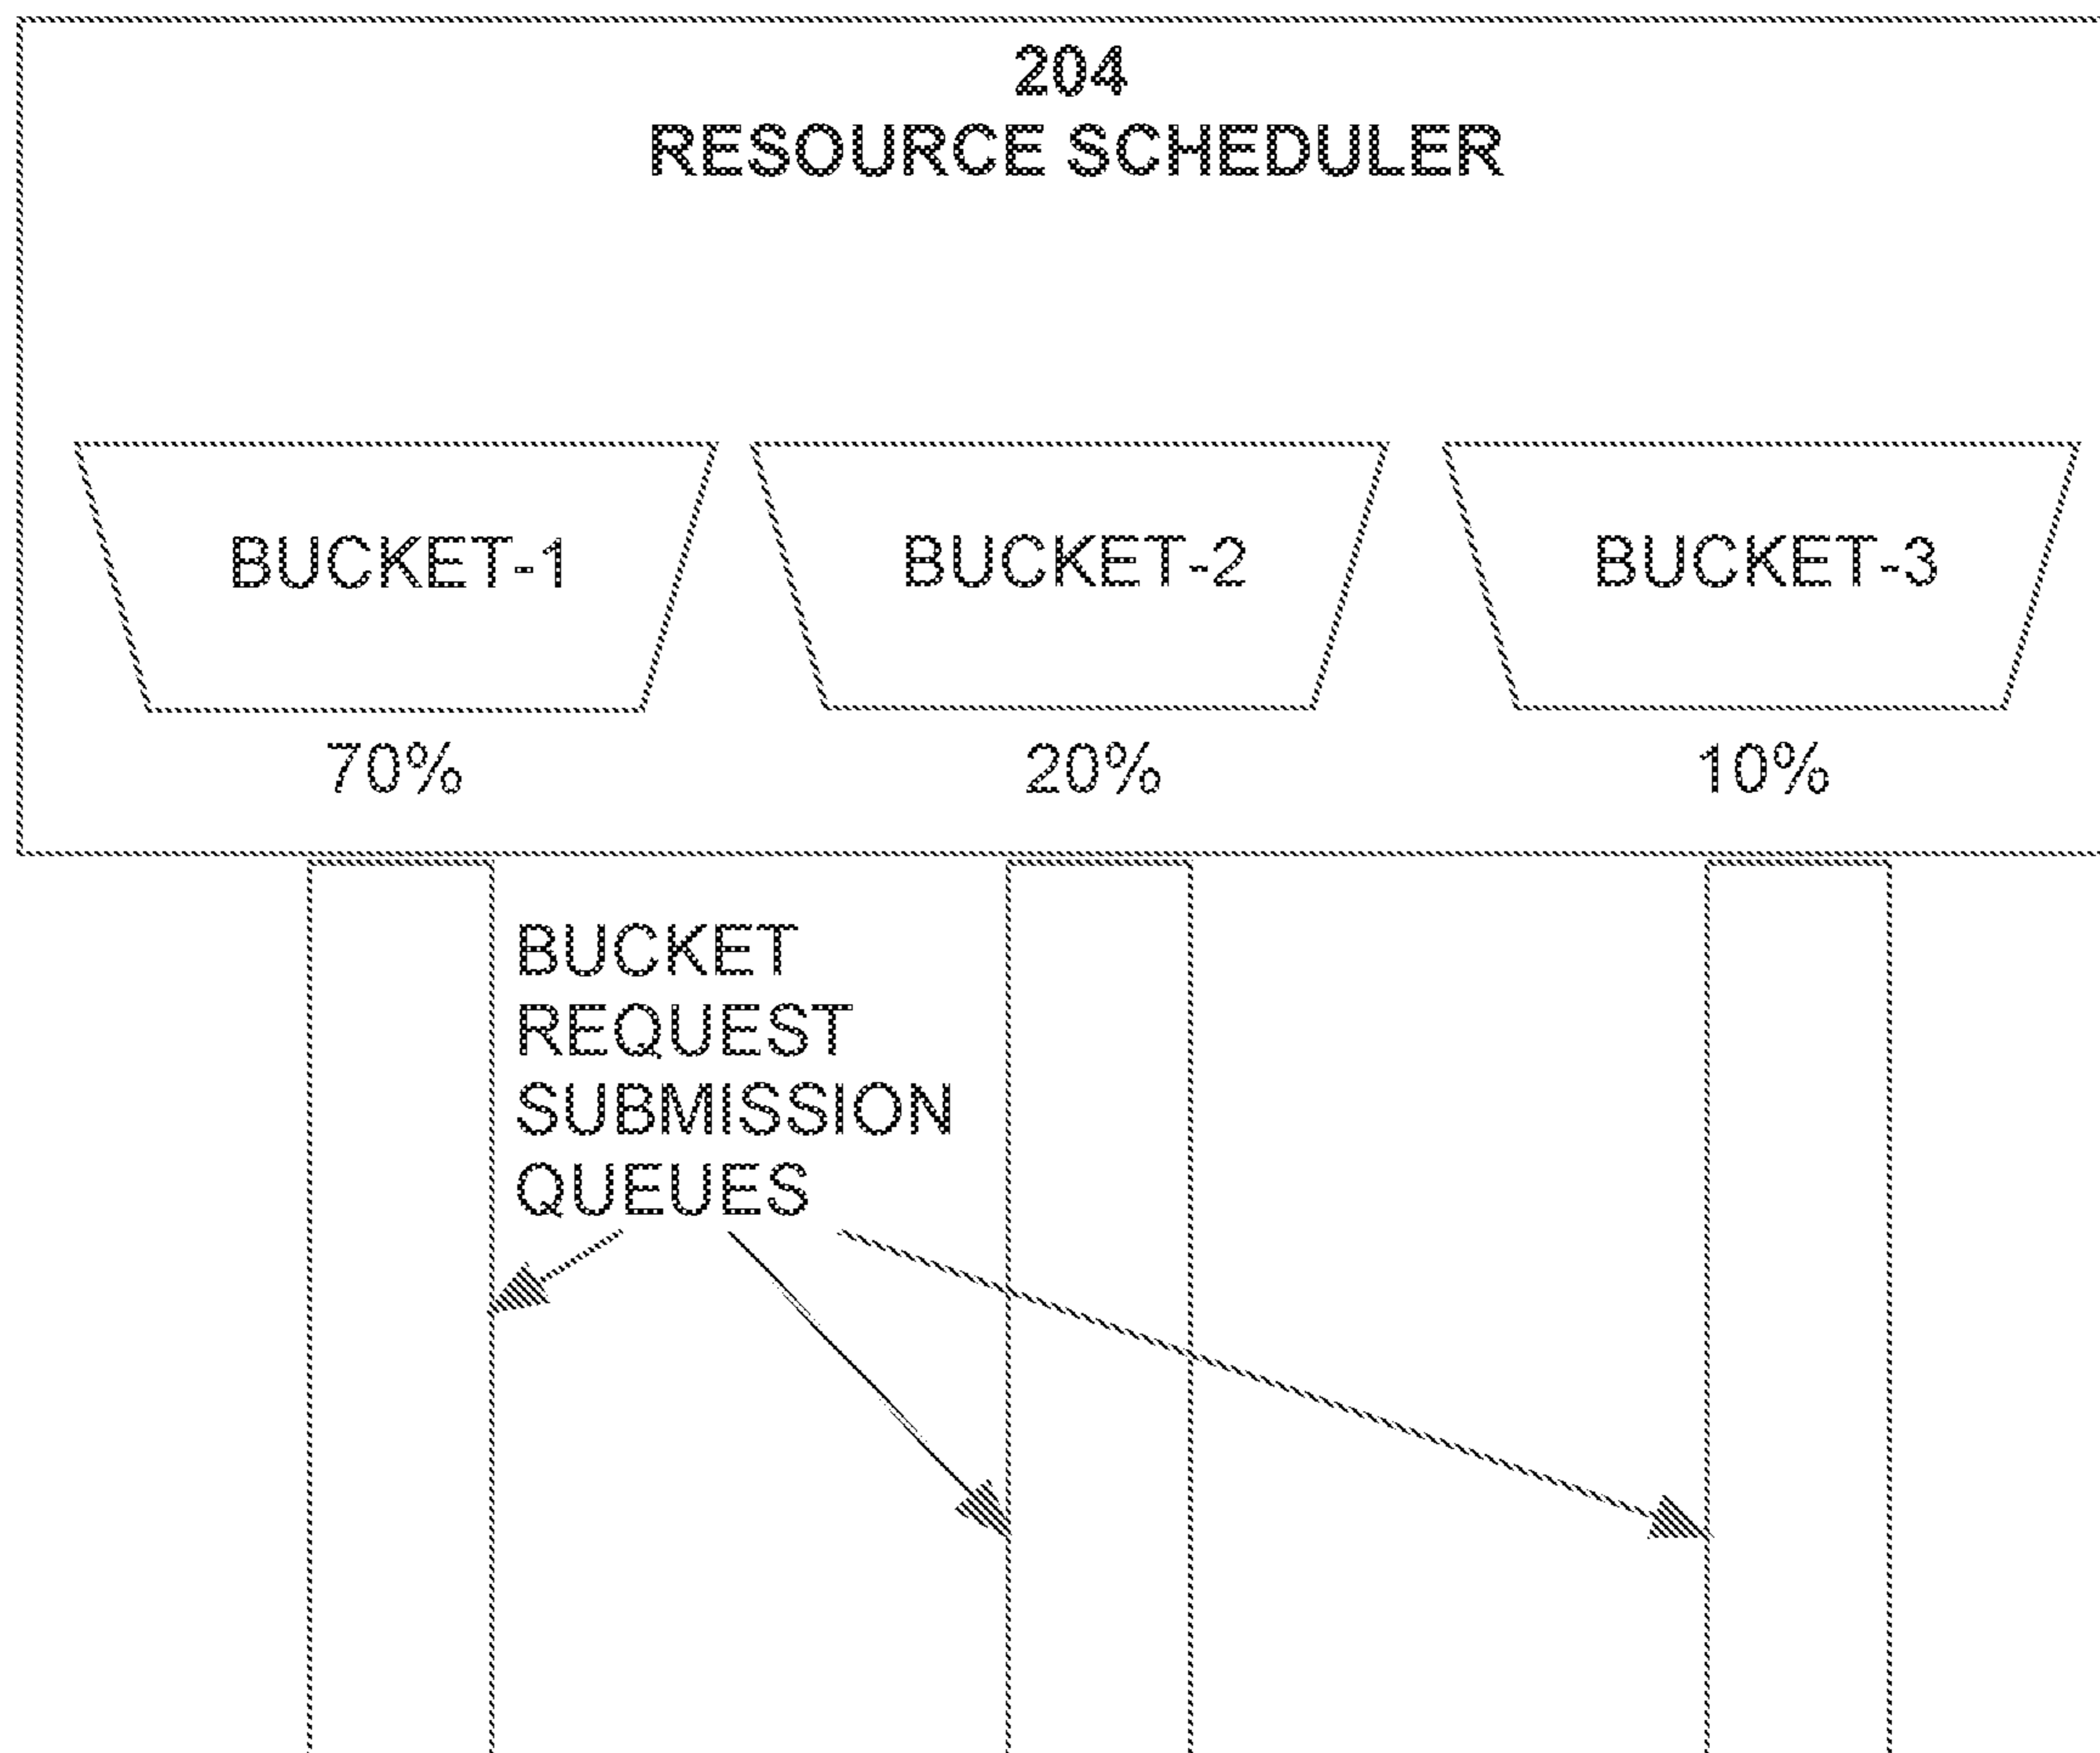 204
RESOURCE SCHEDULER
BUCKET-1 BUCKET-2 BUCKET-3
70% 20% 10%
BUCKET
REQUEST
SUBMISSION
QUEUES